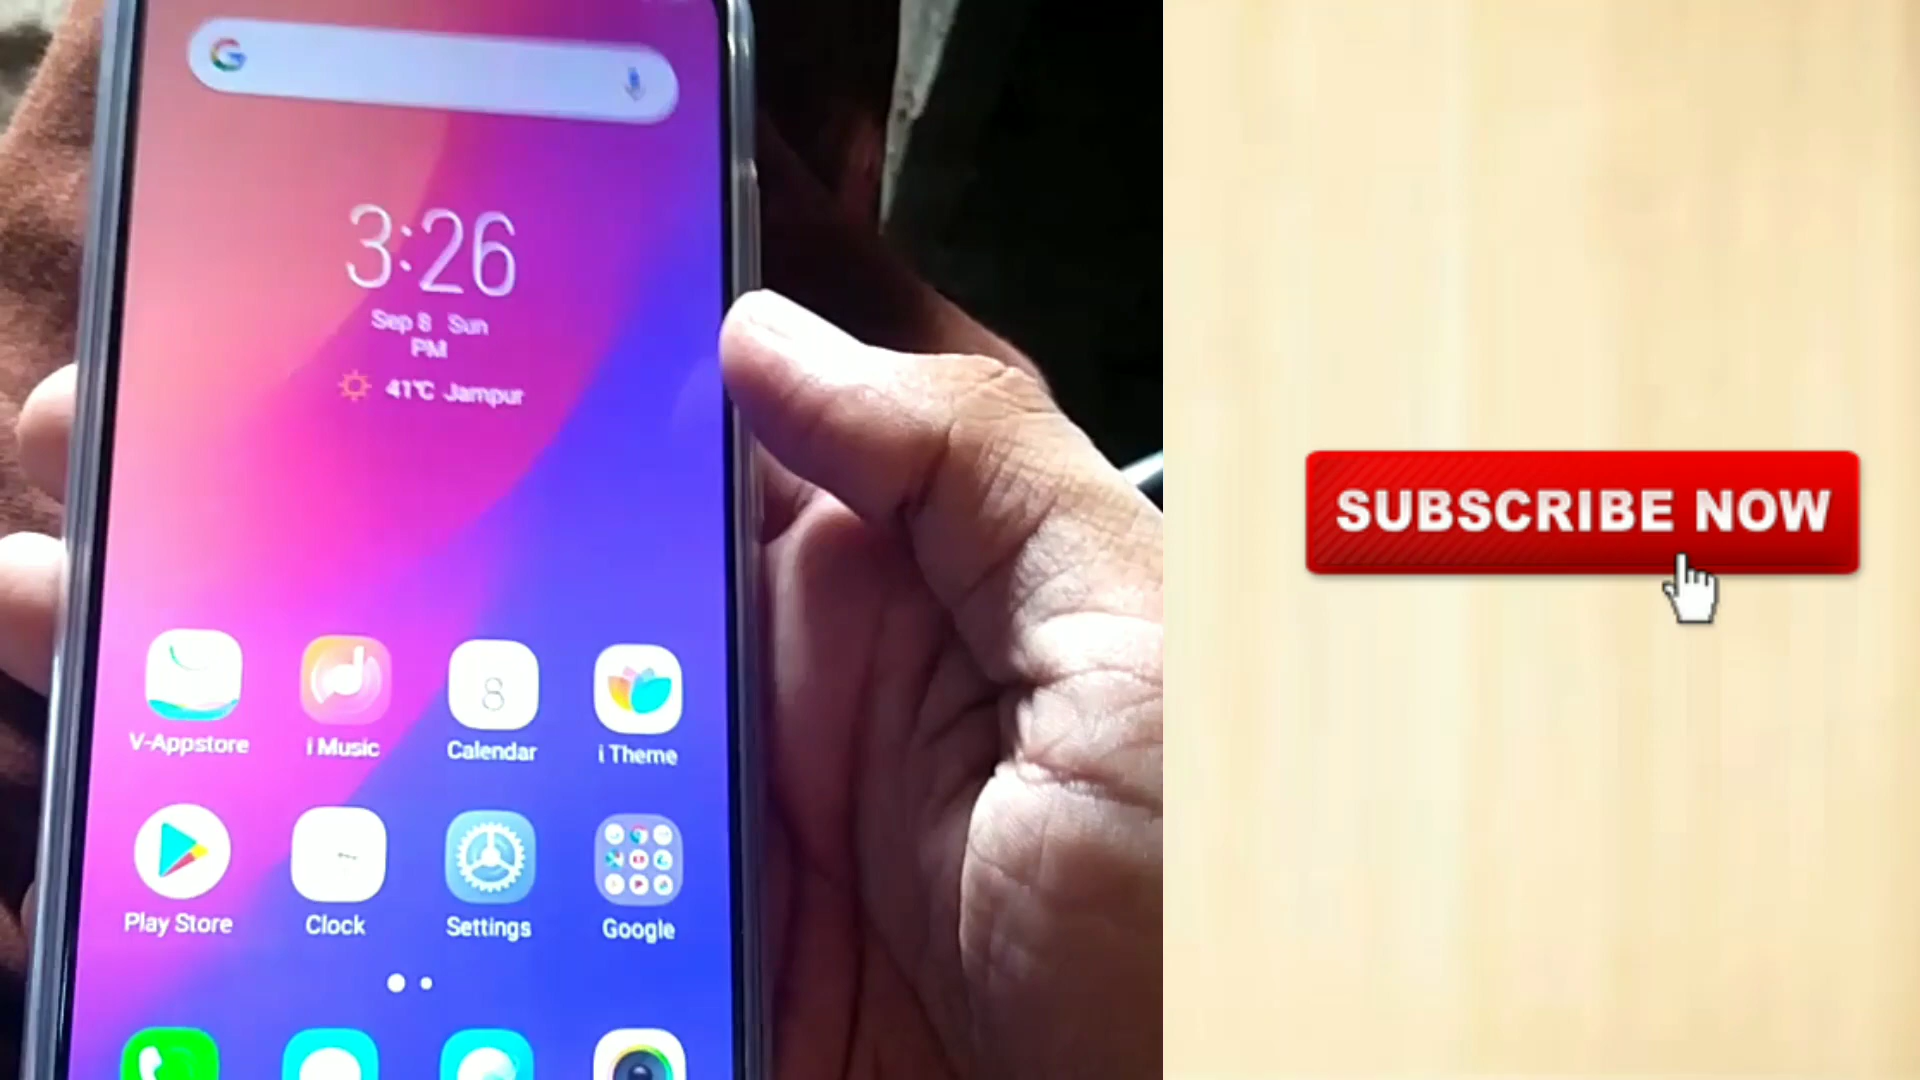 G
3:26
Sep 8 Sun
PM
41°C Jampur
8
V-Appstore i Music Calendar i Theme
Play Store Clock Settings Google
SUBSCRIBE NOW